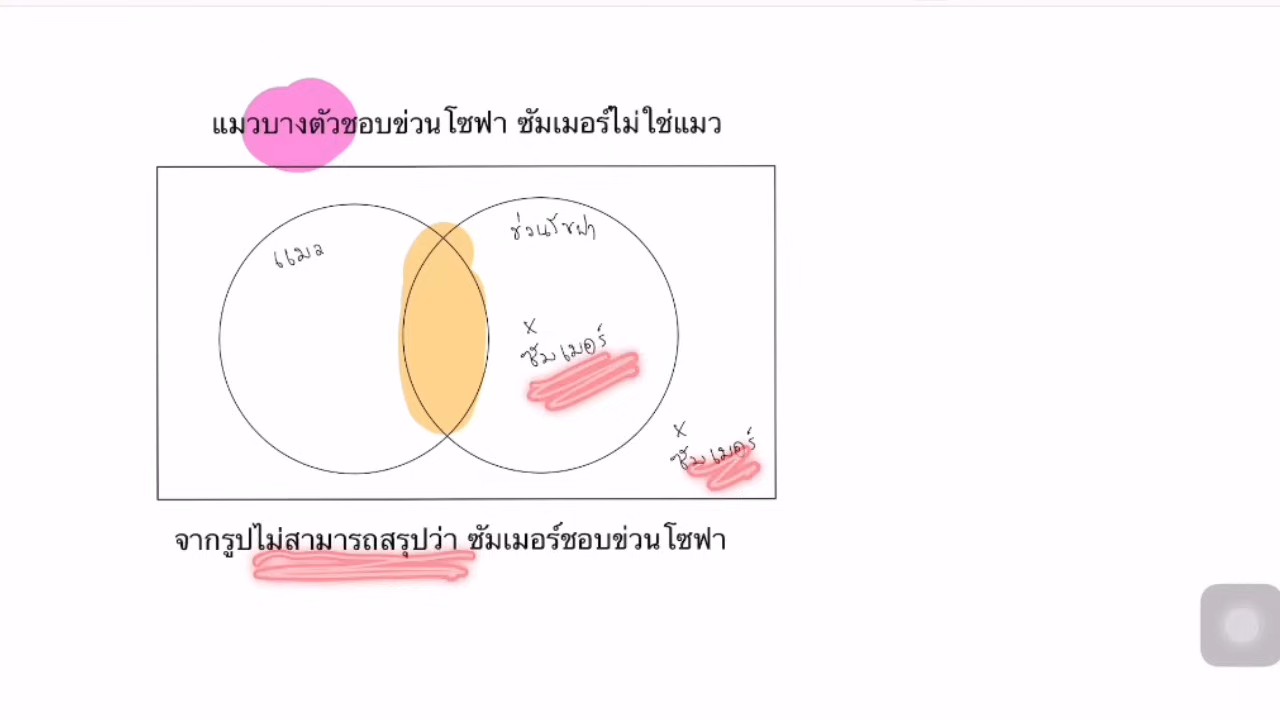 แมวบางตัวชอบข่วนโซฟา ซัมเมอร์ไม่ใช่แมว
แมว
ข่วนโซฟา
x
ซัมเมอร์
x
ซัมเมอร์
จากรูปไม่สามารถสรุปว่า ซัมเมอร์ชอบข่วนโซฟา